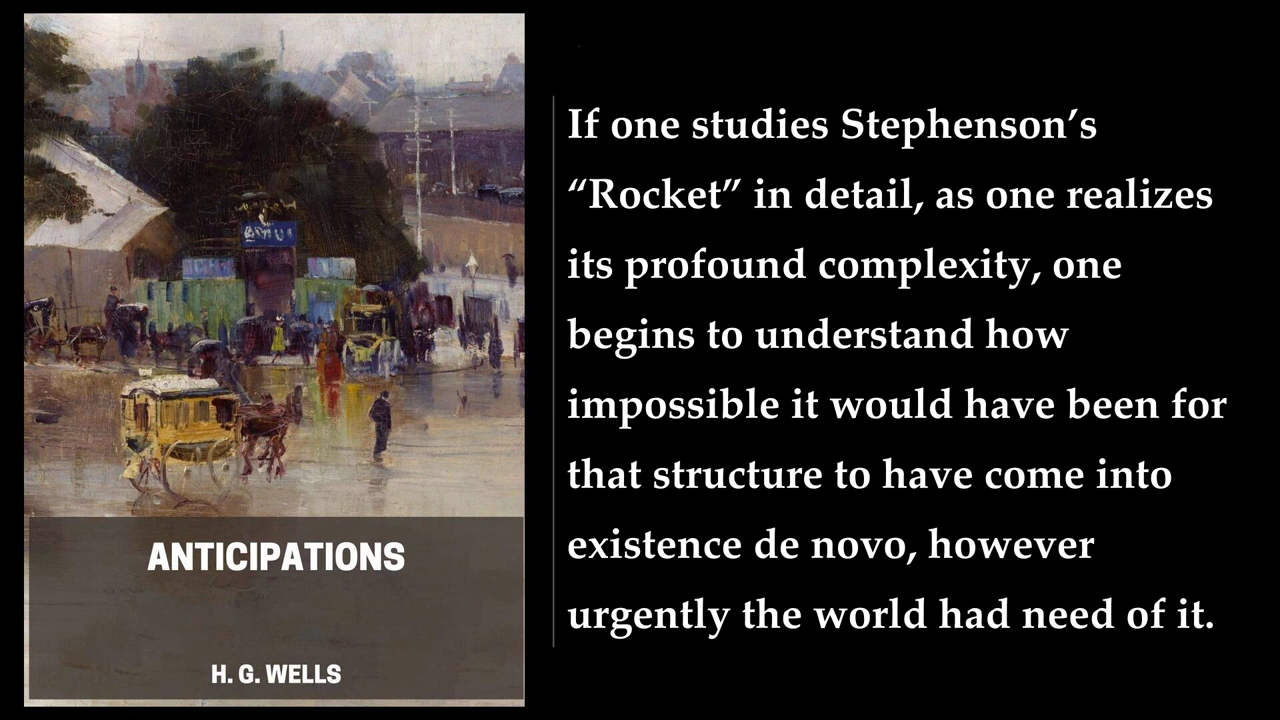 ANTICIPATIONS
H. G. WELLS
If one studies Stephenson’s
“Rocket” in detail, as one realizes
its profound complexity, one
begins to understand how
impossible it would have been for
that structure to have come into
existence de novo, however
urgently the world had need of it.